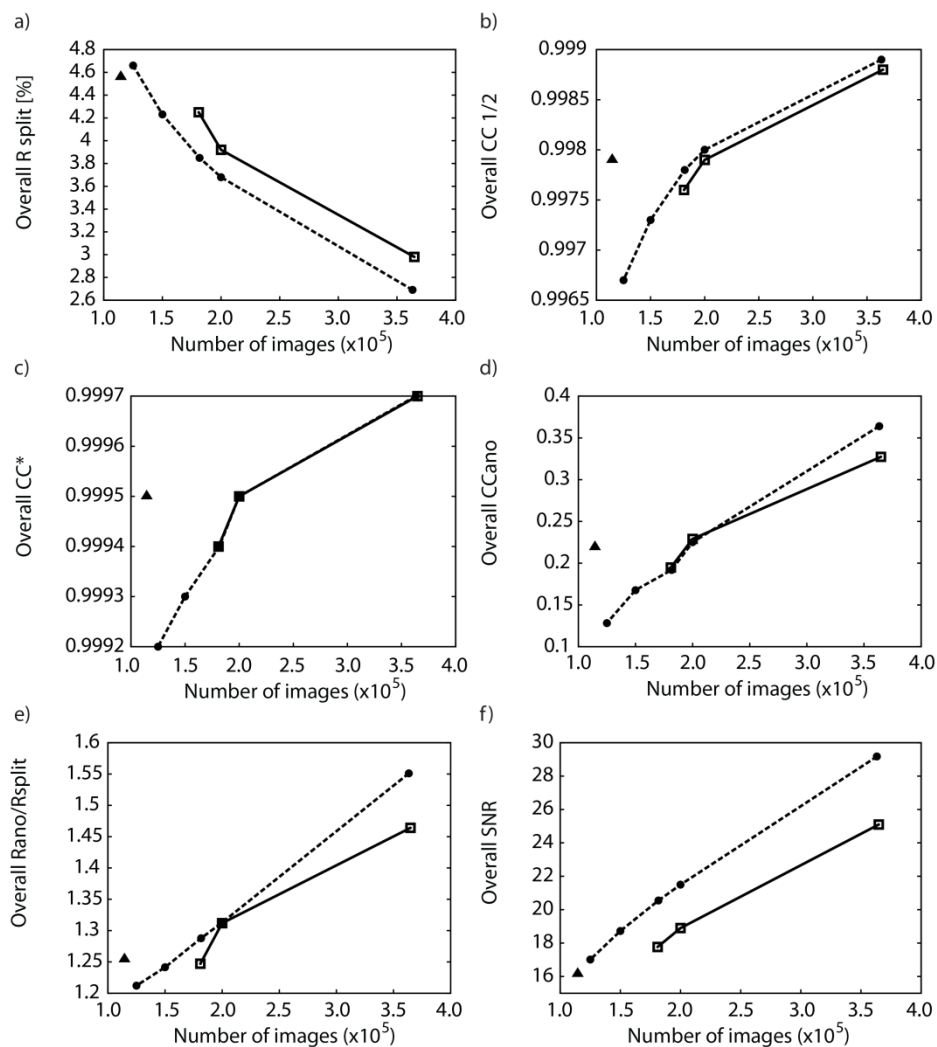 a)
Overall R split [%]
4.8
4.6
4.4
4.2
4
3.8
3.6
3.4
3.2
3
2.8
2.6
1.0 1.5 2.0 2.5 3.0 3.5 4.0
Number of images (x10⁵)
b)
Overall CC 1/2
0.999
0.9985
0.998
0.9975
0.997
0.9965
1.0 1.5 2.0 2.5 3.0 3.5 4.0
Number of images (x10⁵)
c)
Overall CC*
0.9997
0.9996
0.9995
0.9994
0.9993
0.9992
1.0 2.0 2.5 3.0 3.5 4.0
Number of images (x10⁵)
d)
Overall CCano
0.4
0.35
0.3
0.25
0.2
0.15
0.1
1.0 1.5 2.0 2.5 3.0 3.5 4.0
Number of images (x10⁵)
e)
Overall Rano/Rsplit
1.6
1.55
1.5
1.45
1.4
1.35
1.3
1.25
1.2
1.0 1.5 2.0 2.5 3.0 3.5 4.0
Number of images (x10⁵)
f)
Overall SNR
30
28
26
24
22
20
18
16
1.0 1.5 2.0 2.5 3.0 3.5 4.0
Number of images (x10⁵)